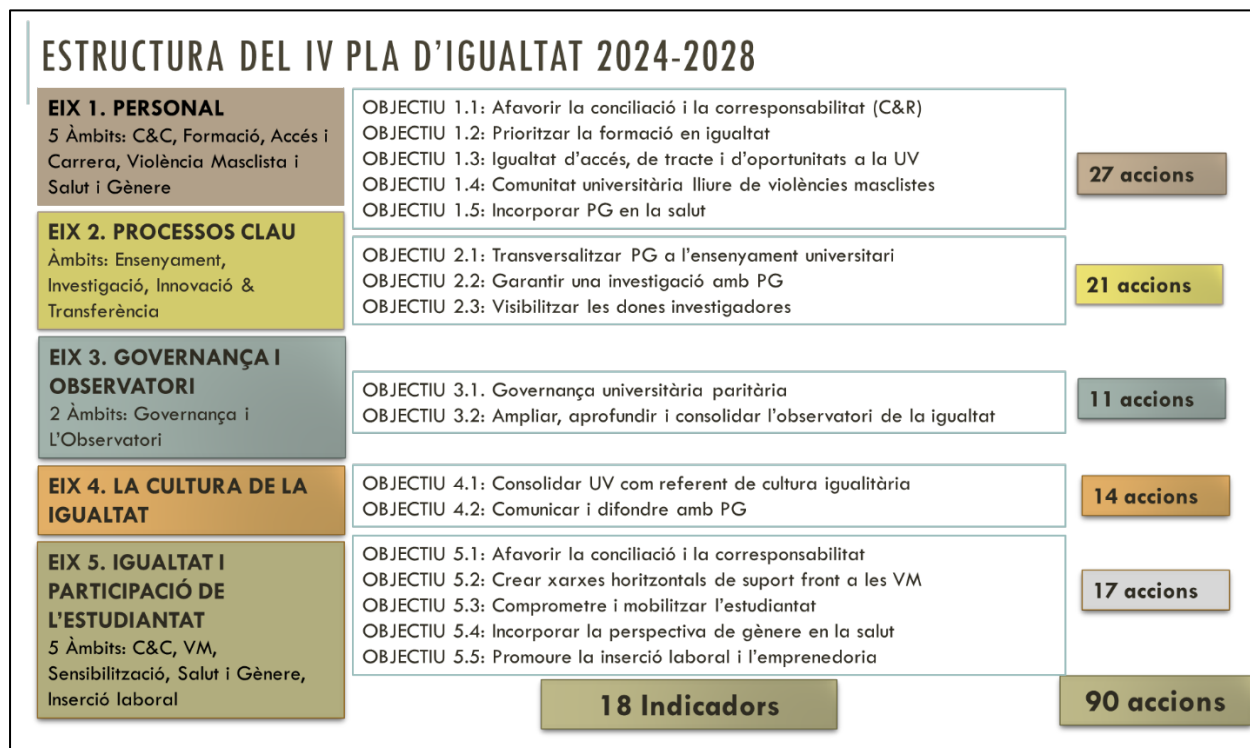 ESTRUCTURA DEL IV PLA D'IGUALTAT 2024-2028
EIX 1. PERSONAL
5 Àmbits: C&C, Formació, Accés i
Carrera, Violència Masclista i
Salut i Gènere
OBJECTIU 1.1: Afavorir la conciliació i la corresponsabilitat (C&R)
OBJECTIU 1.2: Prioritzar la formació en igualtat
OBJECTIU 1.3: Igualtat d'accés, de tracte i d'oportunitats a la UV
OBJECTIU 1.4: Comunitat universitària lliure de violències masclistes
OBJECTIU 1.5: Incorporar PG en la salut
27 accions
EIX 2. PROCESSOS CLAU
Àmbits: Ensenyament,
Investigació, Innovació &
Transferència
OBJECTIU 2.1: Transversalitzar PG a l'ensenyament universitari
OBJECTIU 2.2: Garantir una investigació amb PG
OBJECTIU 2.3: Visibilitzar les dones investigadores
21 accions
EIX 3. GOVERNANÇA I
OBSERVATORI
2 Àmbits: Governança i
L'Observatori
OBJECTIU 3.1. Governança universitària paritària
OBJECTIU 3.2: Ampliar, aprofundir i consolidar l'observatori de la igualtat
11 accions
EIX 4. LA CULTURA DE LA
IGUALTAT
OBJECTIU 4.1: Consolidar UV com referent de cultura igualitària
OBJECTIU 4.2: Comunicar i difondre amb PG
14 accions
EIX 5. IGUALTAT I
PARTICIPACIÓ DE
L'ESTUDIANTAT
5 Àmbits: C&C, VM,
Sensibilització, Salut i Gènere,
Inserció laboral
OBJECTIU 5.1: Afavorir la conciliació i la corresponsabilitat
OBJECTIU 5.2: Crear xarxes horitzontals de suport front a les VM
OBJECTIU 5.3: Comprometre i mobilitzar l'estudiantat
OBJECTIU 5.4: Incorporar la perspectiva de gènere en la salut
OBJECTIU 5.5: Promoure la inserció laboral i l'emprenedoria
17 accions
18 Indicadors
90 accions